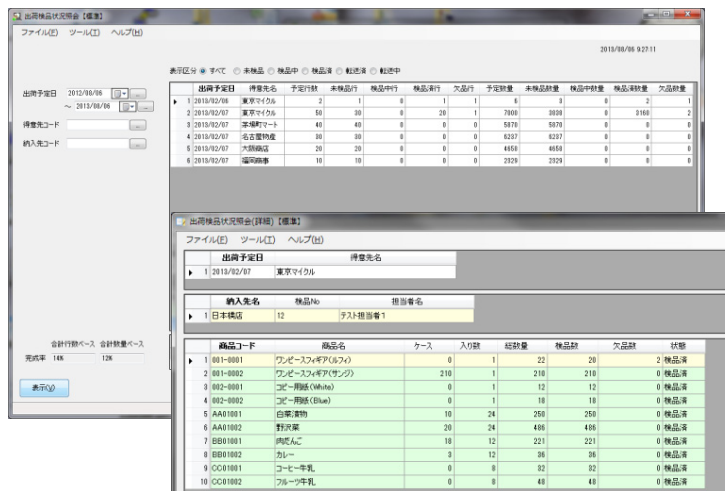 出荷検品状況照会【標準】
ファイル(F) ツール(T) ヘルプ(H)
2013/08/06 9:27:11
表示区分 すべて 未検品 検品中 検品済 転送済 転送中
出荷予定日 2012/08/06
～ 2013/08/06
得意先コード
納入先コード
出荷予定日 得意先名 予定行数 未検品行 検品中行 検品済行 欠品行 予定数量 未検品数量 検品中数量 検品済数量 欠品数量
1 2013/02/06 東京マイクル 2 1 0 1 1 6 3 0 2 1
2 2013/02/07 東京マイクル 50 30 0 20 1 7000 3838 0 3160 2
3 2013/02/07 茅場町マート 40 40 0 0 0 5870 5870 0 0 0
4 2013/02/07 名古屋物産 30 30 0 0 0 6237 6237 0 0 0
5 2013/02/07 大阪商店 20 20 0 0 0 4658 4658 0 0 0
6 2013/02/07 福岡商事 10 10 0 0 0 2329 2329 0 0 0
合計行数ベース 合計数量ベース
完成率 14% 12%
表示(V)
出荷検品状況照会(詳細)【標準】
ファイル(F) ツール(T) ヘルプ(H)
出荷予定日 得意先名
1 2013/02/07 東京マイクル
納入先名 検品No 担当者名
1 日本橋店 12 テスト担当者1
商品コード 商品名 ケース 入り数 総数量 検品数 欠品数 状態
1 001-0001 ワンピースフィギア(ルフィ) 0 1 22 20 2 検品済
2 001-0002 ワンピースフィギア(サンジ) 210 1 210 210 0 検品済
3 002-0001 コピー用紙(White) 0 1 12 12 0 検品済
4 002-0002 コピー用紙(Blue) 0 1 18 18 0 検品済
5 AA01001 白菜漬物 10 24 250 250 0 検品済
6 AA01002 野沢菜 20 24 486 486 0 検品済
7 BB01001 肉だんご 18 12 221 221 0 検品済
8 BB01002 カレー 3 12 36 36 0 検品済
9 CC01001 コーヒー牛乳 0 8 32 32 0 検品済
10 CC01002 フルーツ牛乳 0 8 48 48 0 検品済